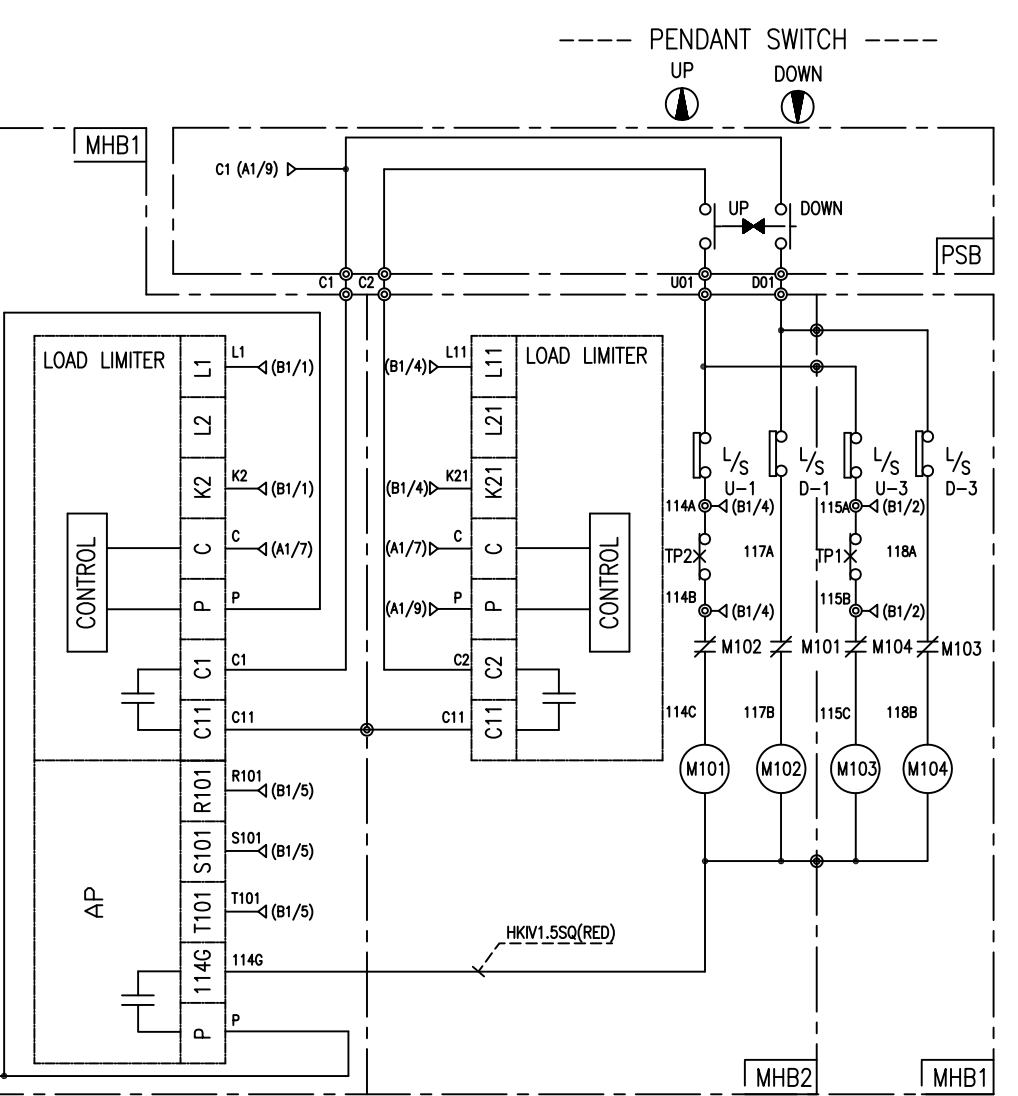 PENDANT SWITCH
UP
DOWN
MHB1
C1 (A1/9)
UP
DOWN
PSB
C1
C2
U01
D01
LOAD LIMITER
L1
L1
(B1/1)
L2
K2
K2
(B1/1)
CONTROL
C
C
(A1/7)
P
P
C1
C1
C11
C11
(B1/4)
L11
L11
LOAD LIMITER
L21
(B1/4)
K21
K21
(A1/7)
C
C
CONTROL
(A1/9)
P
P
C2
C2
C11
C11
L/S
U-1
L/S
D-1
L/S
U-3
L/S
D-3
114A
(B1/4)
115A
(B1/2)
TP2
117A
TP1
118A
114B
(B1/4)
115B
(B1/2)
M102
M101
M104
M103
114C
117B
115C
118B
M101
M102
M103
M104
AP
R101
R101
(B1/5)
S101
S101
(B1/5)
T101
T101
(B1/5)
114G
114G
HKIV1.5SQ(RED)
P
P
MHB2
MHB1